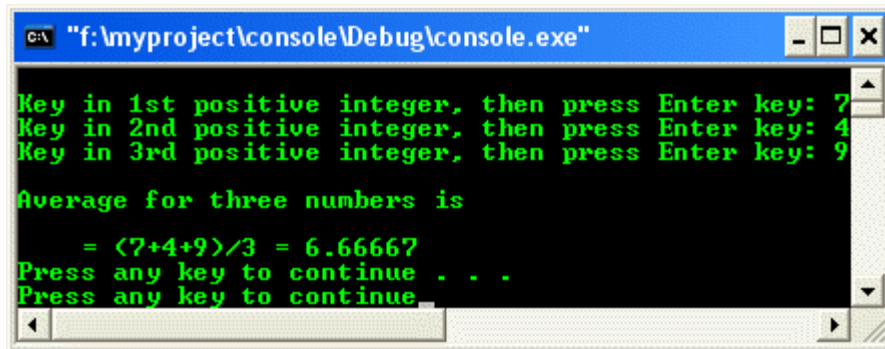 C:\ "f:\myproject\console\Debug\console.exe"
Key in 1st positive integer, then press Enter key: 7
Key in 2nd positive integer, then press Enter key: 4
Key in 3rd positive integer, then press Enter key: 9
Average for three numbers is
= (7+4+9)/3 = 6.66667
Press any key to continue . . .
Press any key to continue_